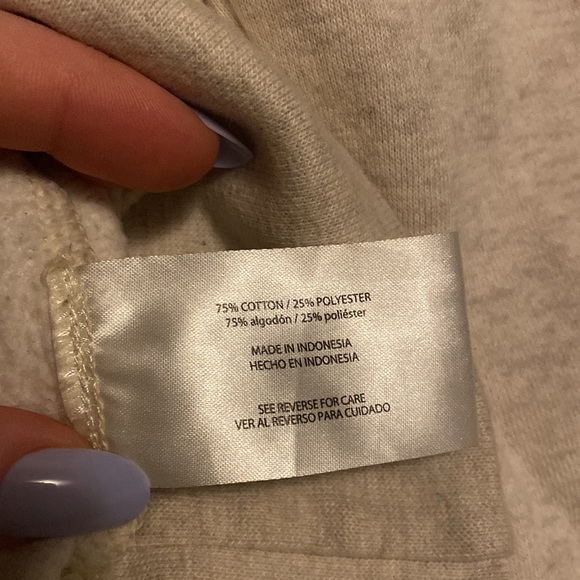 75% COTTON / 25% POLYESTER
75% algodón / 25% poliéster
MADE IN INDONESIA
HECHO EN INDONESIA
SEE REVERSE FOR CARE
VER AL REVERSO PARA CUIDADO